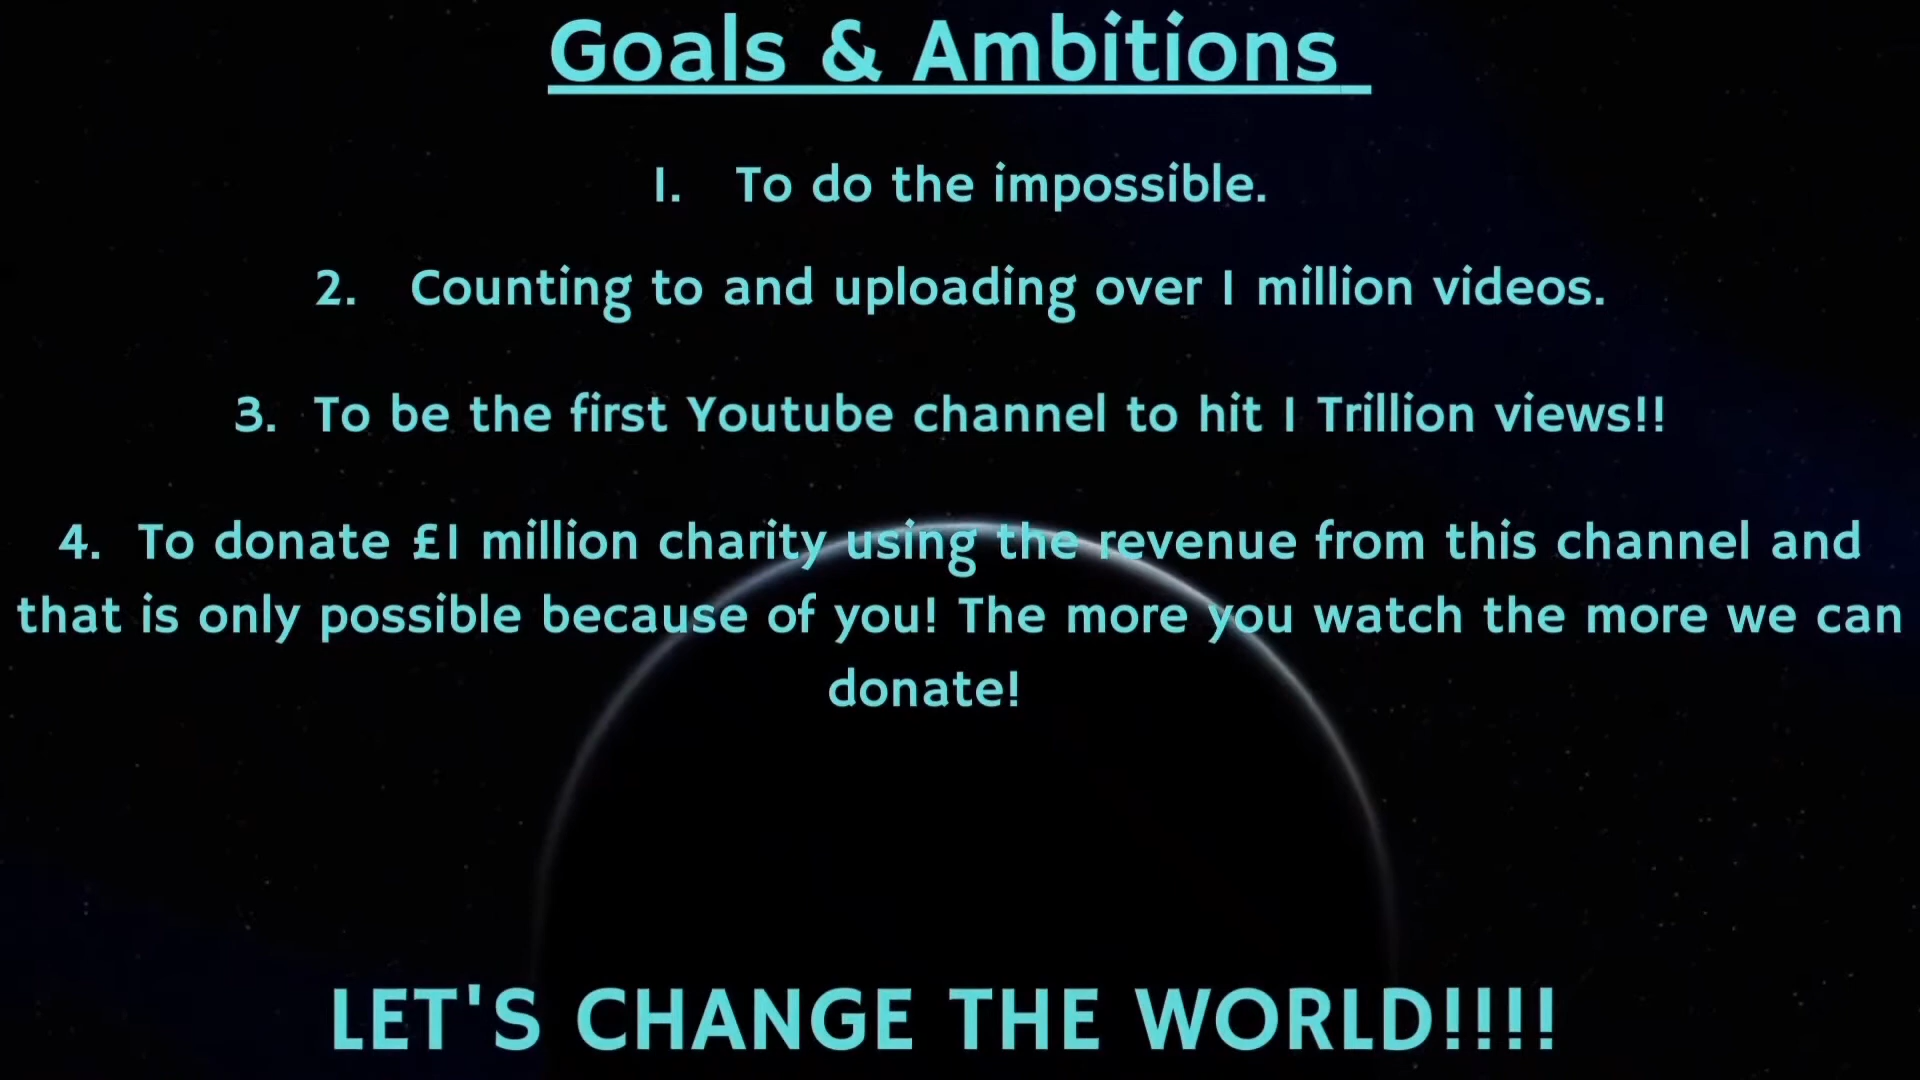 Goals & Ambitions
1. To do the impossible.
2. Counting to and uploading over 1 million videos.
3. To be the first Youtube channel to hit 1 Trillion views!!
4. To donate £1 million charity using the revenue from this channel and
that is only possible because of you! The more you watch the more we can
donate!
LET'S CHANGE THE WORLD!!!!